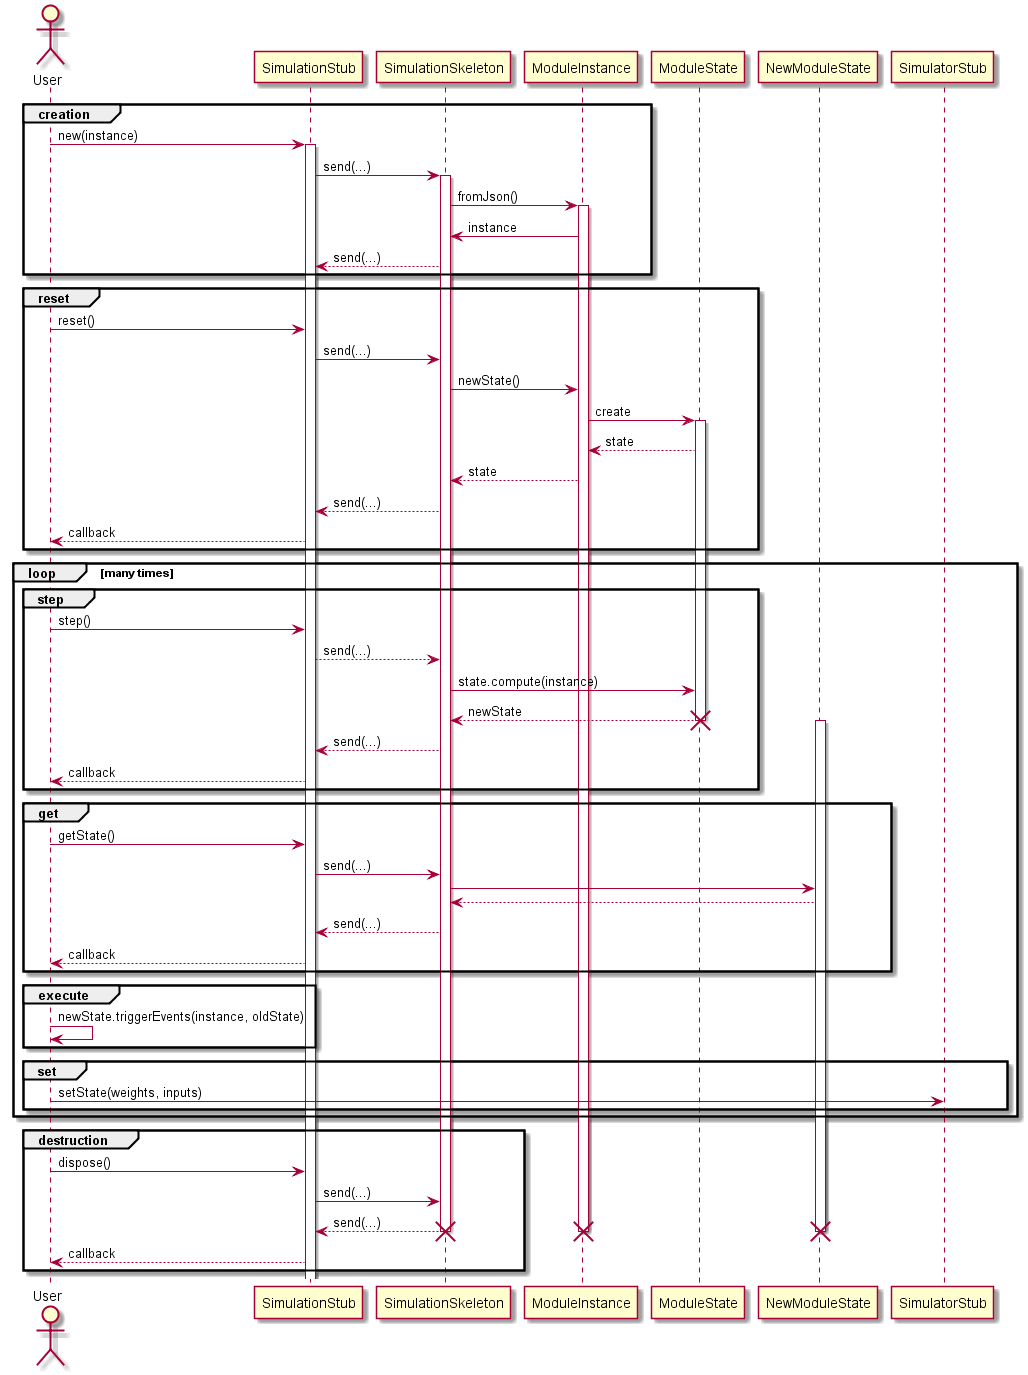 User
SimulationStub
SimulationSkeleton
ModuleInstance
ModuleState
NewModuleState
SimulatorStub
creation
new(instance)
send(...)
fromJson()
instance
send(...)
reset
reset()
send(...)
newState()
create
state
state
send(...)
callback
loop [many times]
step
step()
send(...)
state.compute(instance)
newState
send(...)
callback
get
getState()
send(...)
send(...)
callback
execute
newState.triggerEvents(instance, oldState)
set
setState(weights, inputs)
destruction
dispose()
send(...)
send(...)
callback
User
SimulationStub
SimulationSkeleton
ModuleInstance
ModuleState
NewModuleState
SimulatorStub